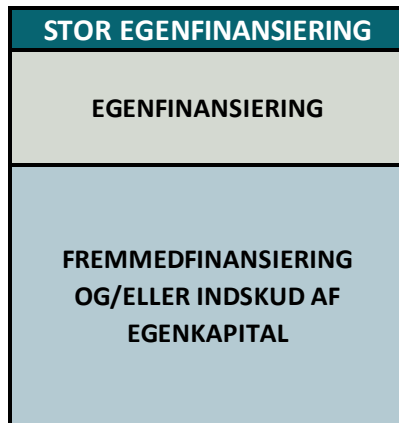 STOR EGENFINANSIERING
EGENFINANSIERING
FREMMEDFINANSIERING
OG/ELLER INDSKUD AF
EGENKAPITAL